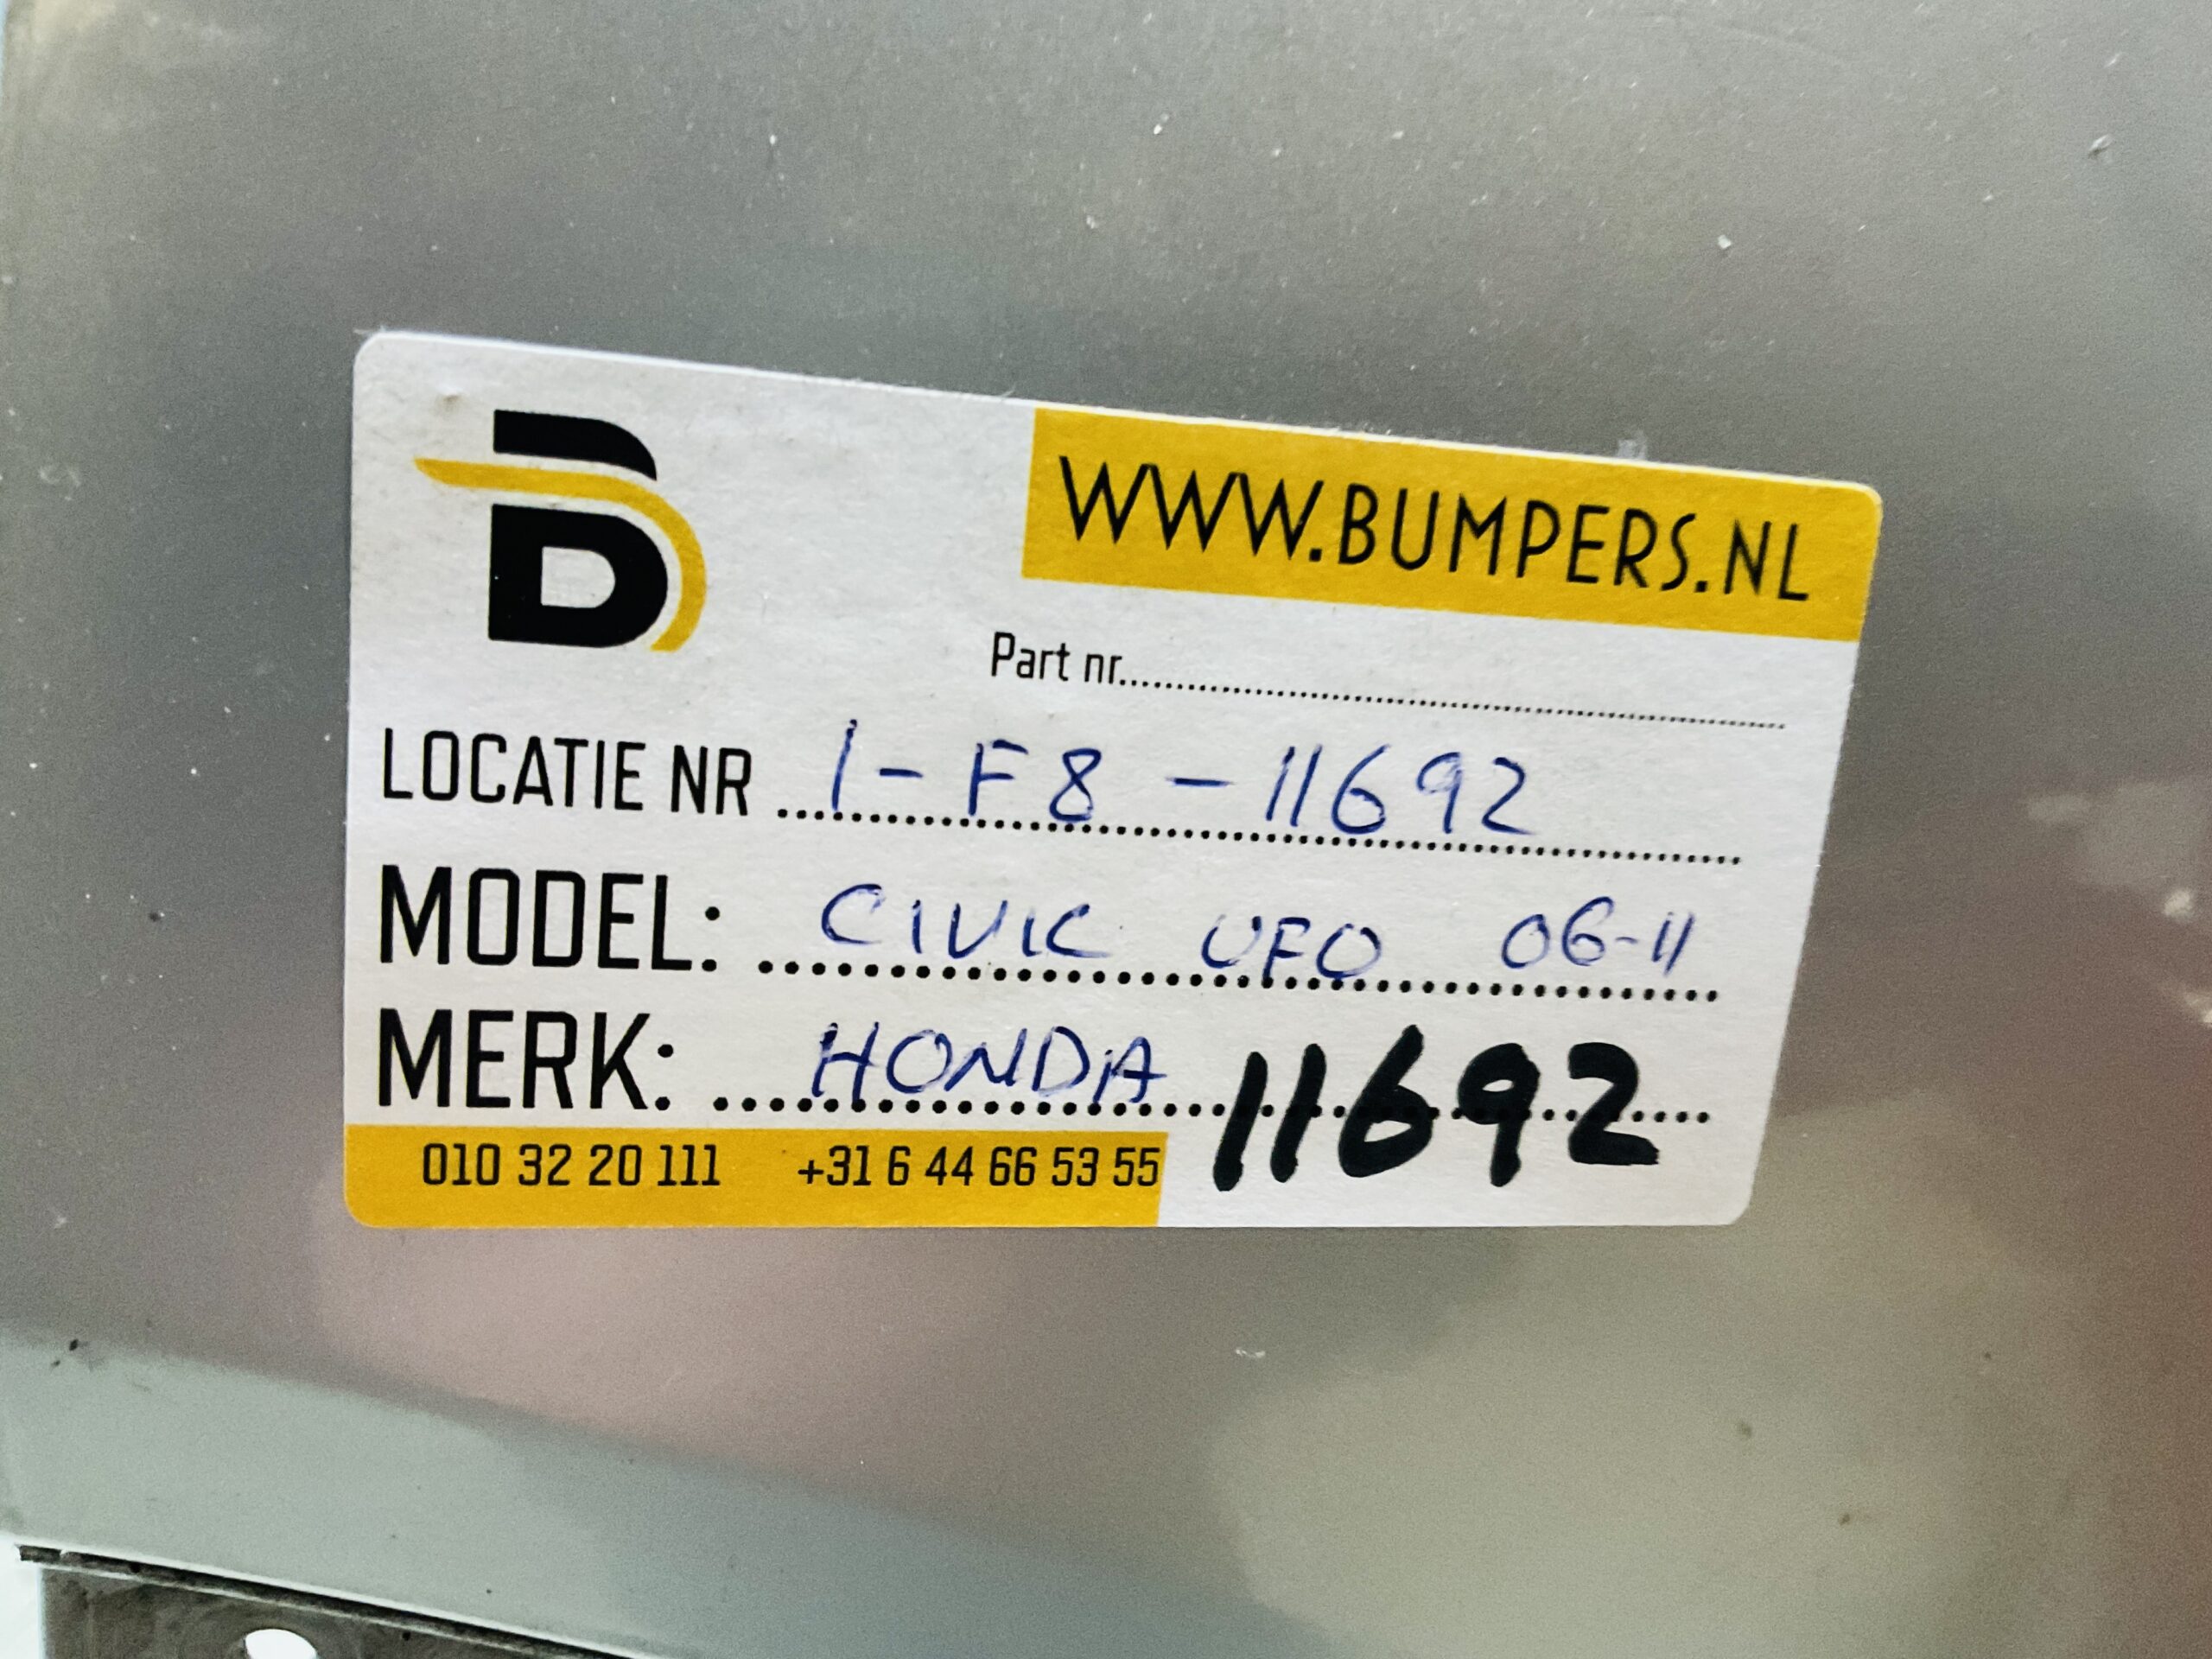 B
WWW.BUMPERS.NL
Part nr..........
LOCATIE NR ... 1-F8-11692
MODEL: ... CIVIC UFO 06-11
MERK: ... HONDA 11692
010 32 20 111 +31 6 44 66 53 55